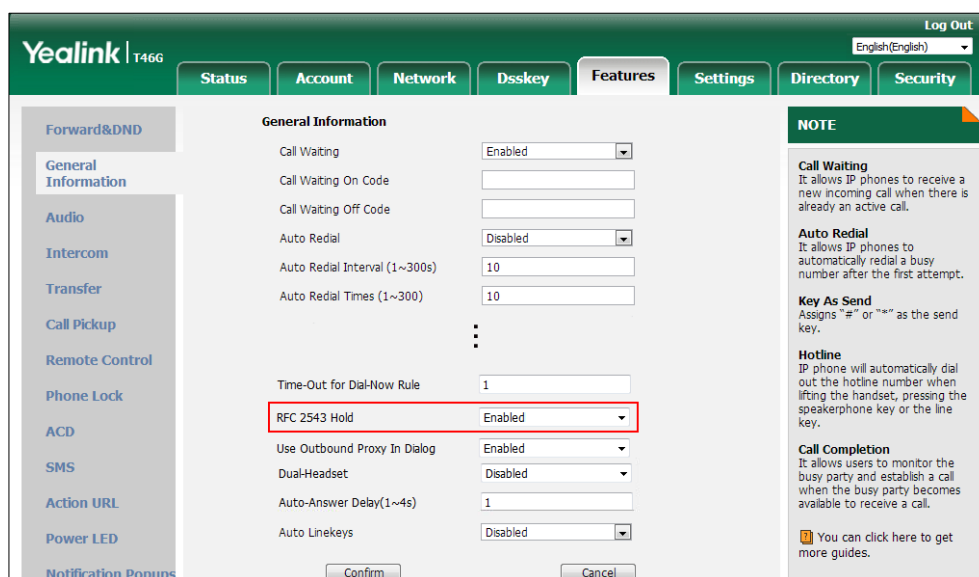 Log Out
Yealink | T46G
English(English)
Status Account Network Dsskey Features Settings Directory Security
Forward&DND
General
Information
Audio
Intercom
Transfer
Call Pickup
Remote Control
Phone Lock
ACD
SMS
Action URL
Power LED
Notification Popups
General Information
Call Waiting Enabled
Call Waiting On Code
Call Waiting Off Code
Auto Redial Disabled
Auto Redial Interval (1~300s) 10
Auto Redial Times (1~300) 10
Time-Out for Dial-Now Rule 1
RFC 2543 Hold Enabled
Use Outbound Proxy In Dialog Enabled
Dual-Headset Disabled
Auto-Answer Delay(1~4s) 1
Auto Linekeys Disabled
Confirm Cancel
NOTE
Call Waiting
It allows IP phones to receive a
new incoming call when there is
already an active call.
Auto Redial
It allows IP phones to
automatically redial a busy
number after the first attempt.
Key As Send
Assigns "#" or "*" as the send
key.
Hotline
IP phone will automatically dial
out the hotline number when
lifting the handset, pressing the
speakerphone key or the line
key.
Call Completion
It allows users to monitor the
busy party and establish a call
when the busy party becomes
available to receive a call.
You can click here to get
more guides.